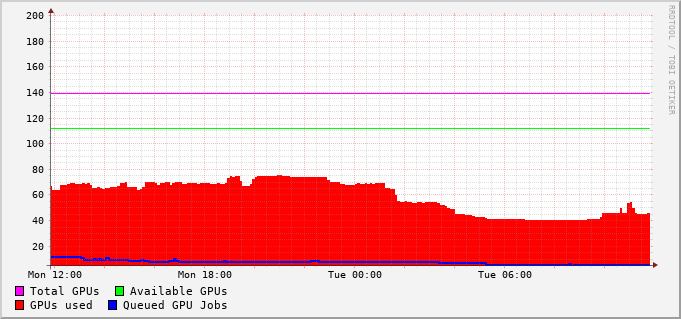 200
180
160
140
120
100
80
60
40
20
Mon 12:00 Mon 18:00 Tue 00:00 Tue 06:00
Total GPUs Available GPUs
GPUs used Queued GPU Jobs
RRDTOOL / TOBI OETIKER